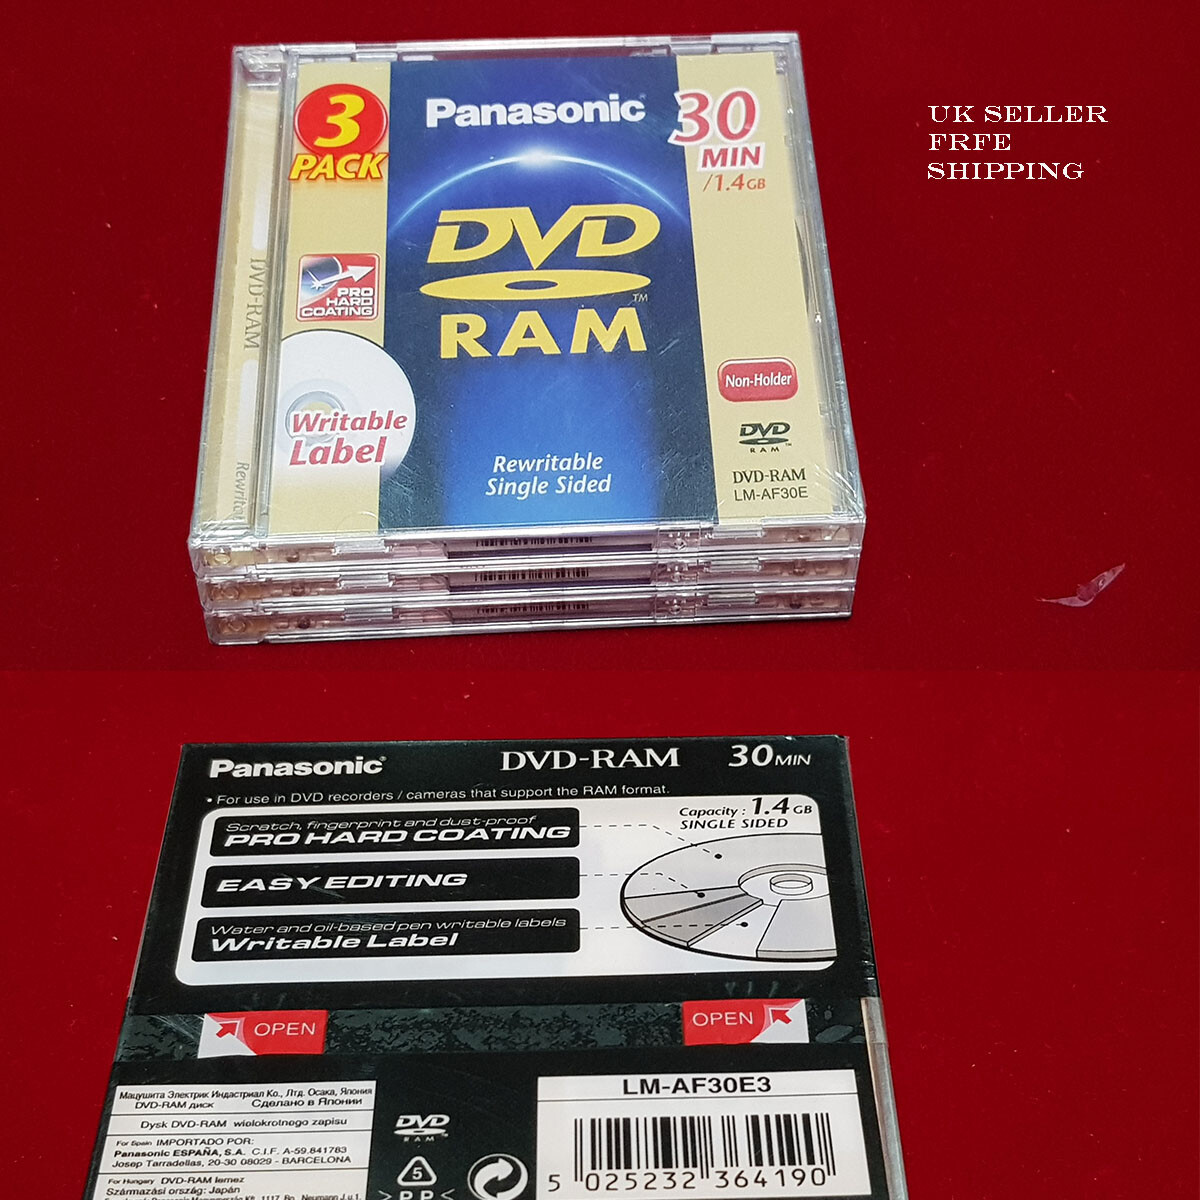 3
PACK
Panasonic
30
MIN
/1.4GB
DVD
RAM
TM
PRO
HARD
COATING
DVD-RAM
Writable
Label
Non-Holder
DVD
RAM
DVD-RAM
LM-AF30E
Rewritable
Single Sided
UK SELLER
FRFE
SHIPPING
Panasonic
DVD-RAM
30MIN
• For use in DVD recorders / cameras that support the RAM format.
Scratch, fingerprint and dust-proof
PRO HARD COATING
EASY EDITING
Water and oil-based pen writable labels
Writable Label
Capacity : 1.4GB
SINGLE SIDED
OPEN
OPEN
Мацушита Электрик Индастриал Ко., Лтд. Осака, Япония
DVD-RAM диск Сделано в Японии
Dysk DVD-RAM wielokrotnego zapisu
For Spain IMPORTADO POR:
Panasonic ESPAÑA, S.A. C.I.F. A-59.841783
Josep Tarradellas, 20-30 08029 - BARCELONA
For Hungary DVD-RAM lemez
Származási ország: Japán
DVD
RAM
5
>PP<
LM-AF30E3
5 025232 364190